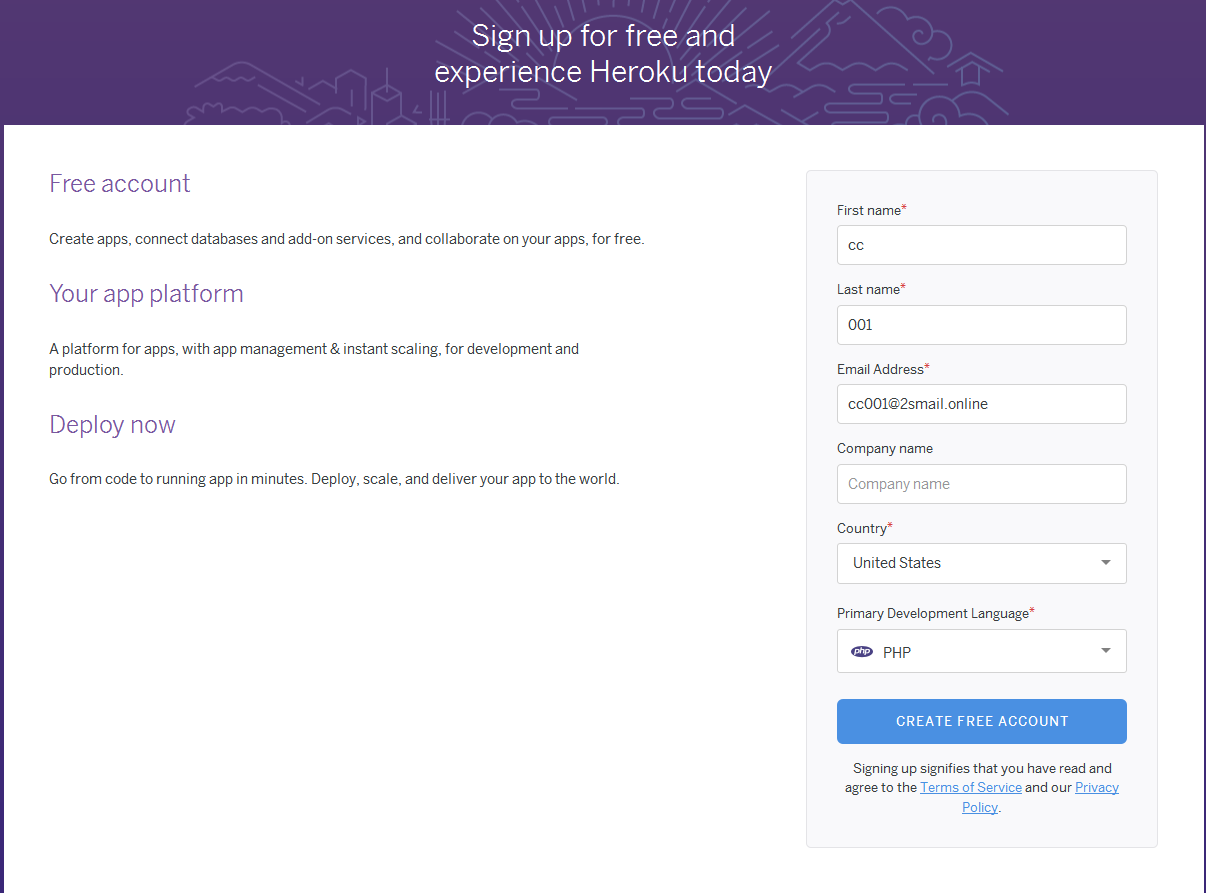 Sign up for free and
experience Heroku today
Free account
Create apps, connect databases and add-on services, and collaborate on your apps, for free.
Your app platform
A platform for apps, with app management & instant scaling, for development and
production.
Deploy now
Go from code to running app in minutes. Deploy, scale, and deliver your app to the world.
First name*
cc
Last name*
001
Email Address*
cc001@2smail.online
Company name
Company name
Country*
United States
Primary Development Language*
php PHP
CREATE FREE ACCOUNT
Signing up signifies that you have read and
agree to the Terms of Service and our Privacy
Policy.